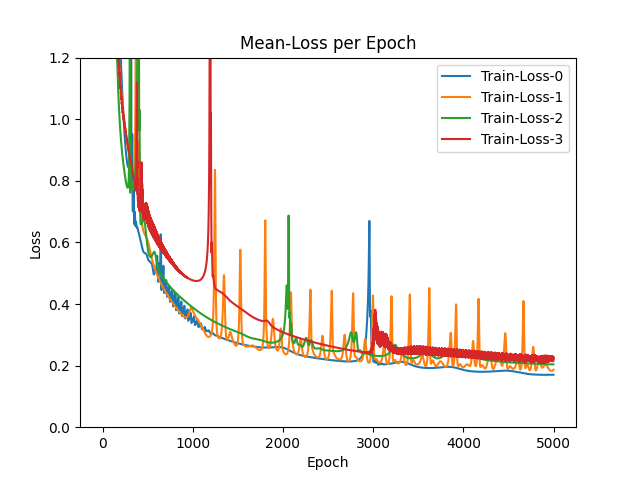 Mean-Loss per Epoch
Loss
1.2
1.0
0.8
0.6
0.4
0.2
0.0
Train-Loss-0
Train-Loss-1
Train-Loss-2
Train-Loss-3
0 1000 2000 3000 4000 5000
Epoch